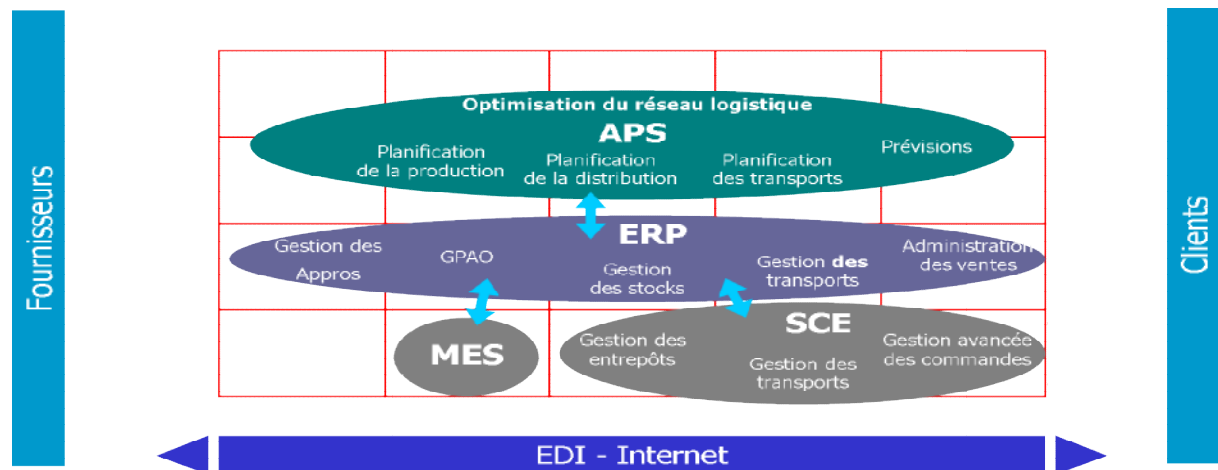 Fournisseurs
Clients
Optimisation du réseau logistique
APS
Planification
de la production
Planification
de la distribution
Planification
des transports
Prévisions
ERP
Gestion des
Appros
GPAO
Gestion
des stocks
Gestion des
transports
Administration
des ventes
MES
SCE
Gestion des
entrepôts
Gestion des
transports
Gestion avancée
des commandes
EDI - Internet